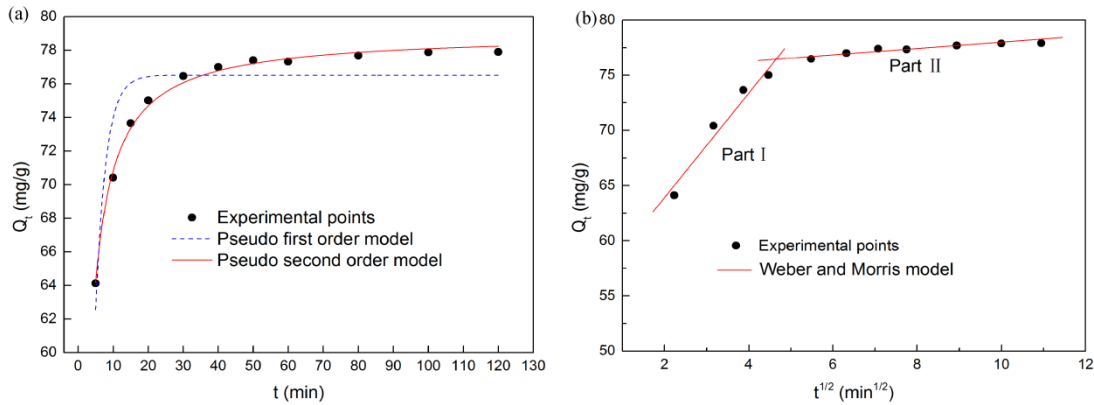 (a)
80
78
76
74
72
70
68
66
64
62
60
Q_t (mg/g)
Experimental points
Pseudo first order model
Pseudo second order model
0 10 20 30 40 50 60 70 80 90 100 110 120 130
t (min)
(b)
80
75
70
65
60
55
50
Q_t (mg/g)
Part Ⅱ
Part Ⅰ
Experimental points
Weber and Morris model
2 4 6 8 10 12
t^{1/2} (min^{1/2})